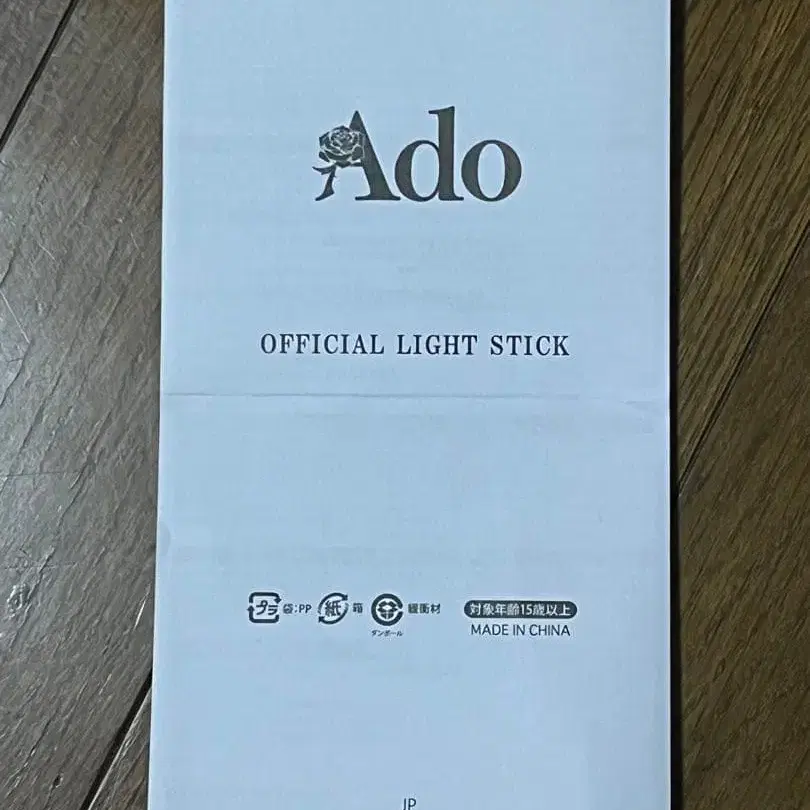 Ado
OFFICIAL LIGHT STICK
プラ 袋:PP 紙 箱 緩衝材 対象年齢15歳以上
ダンボール MADE IN CHINA
JP